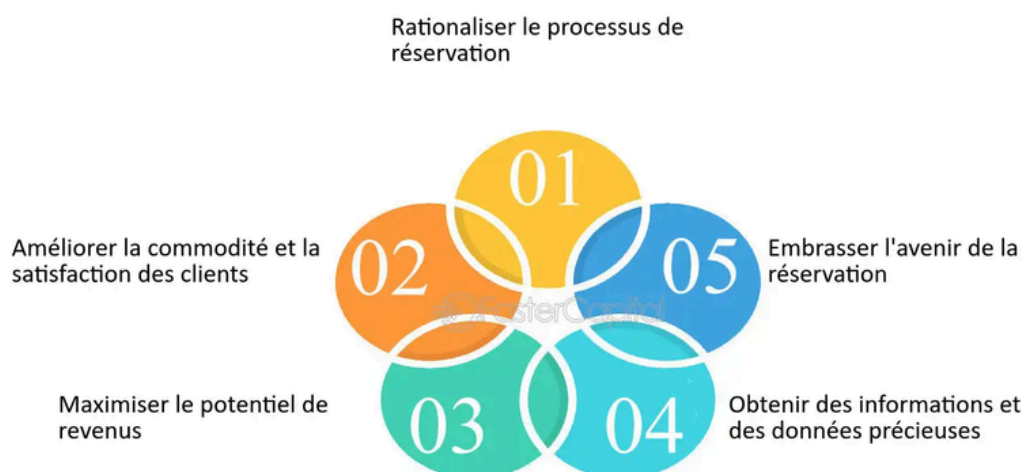 Rationaliser le processus de
réservation
01
Améliorer la commodité et la
satisfaction des clients
02
05
Embrasser l'avenir de la
réservation
FasterCapital
Maximiser le potentiel de
revenus
03
04
Obtenir des informations et
des données précieuses